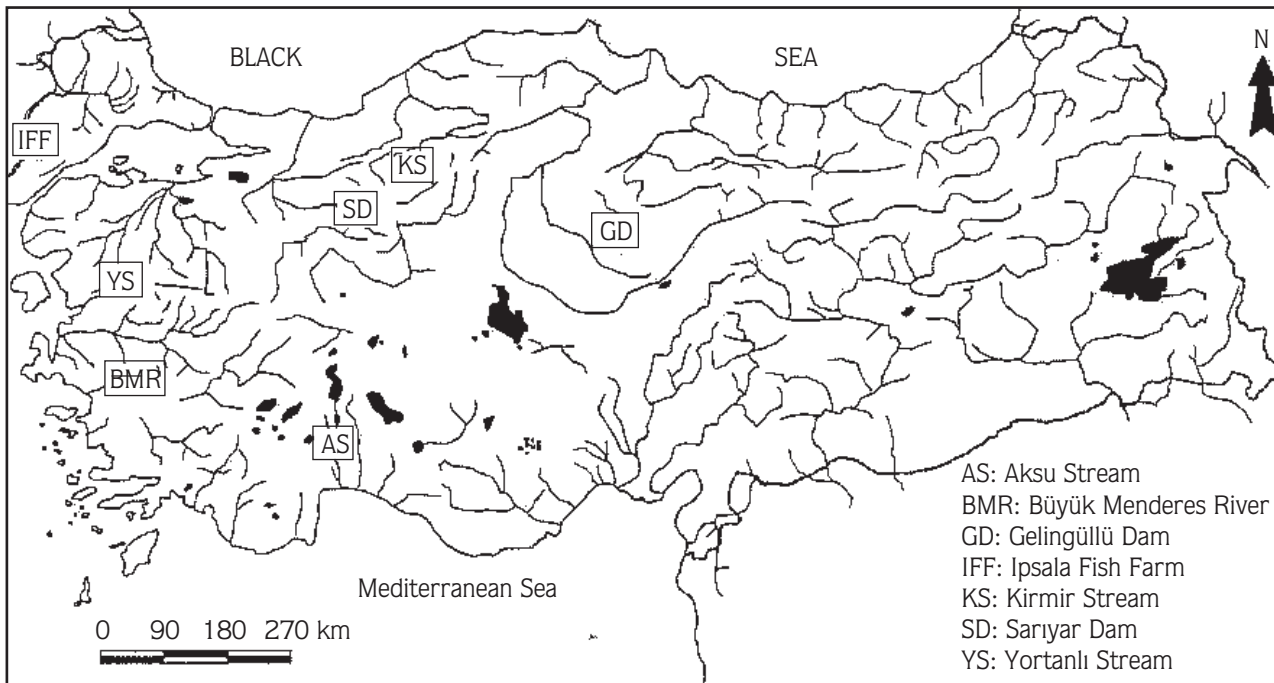 BLACK SEA
N
IFF
KS
SD
GD
YS
BMR
AS
AS: Aksu Stream
BMR: Büyük Menderes River
GD: Gelingüllü Dam
IFF: Ipsala Fish Farm
KS: Kirmir Stream
SD: Sarıyar Dam
YS: Yortanlı Stream
Mediterranean Sea
0 90 180 270 km